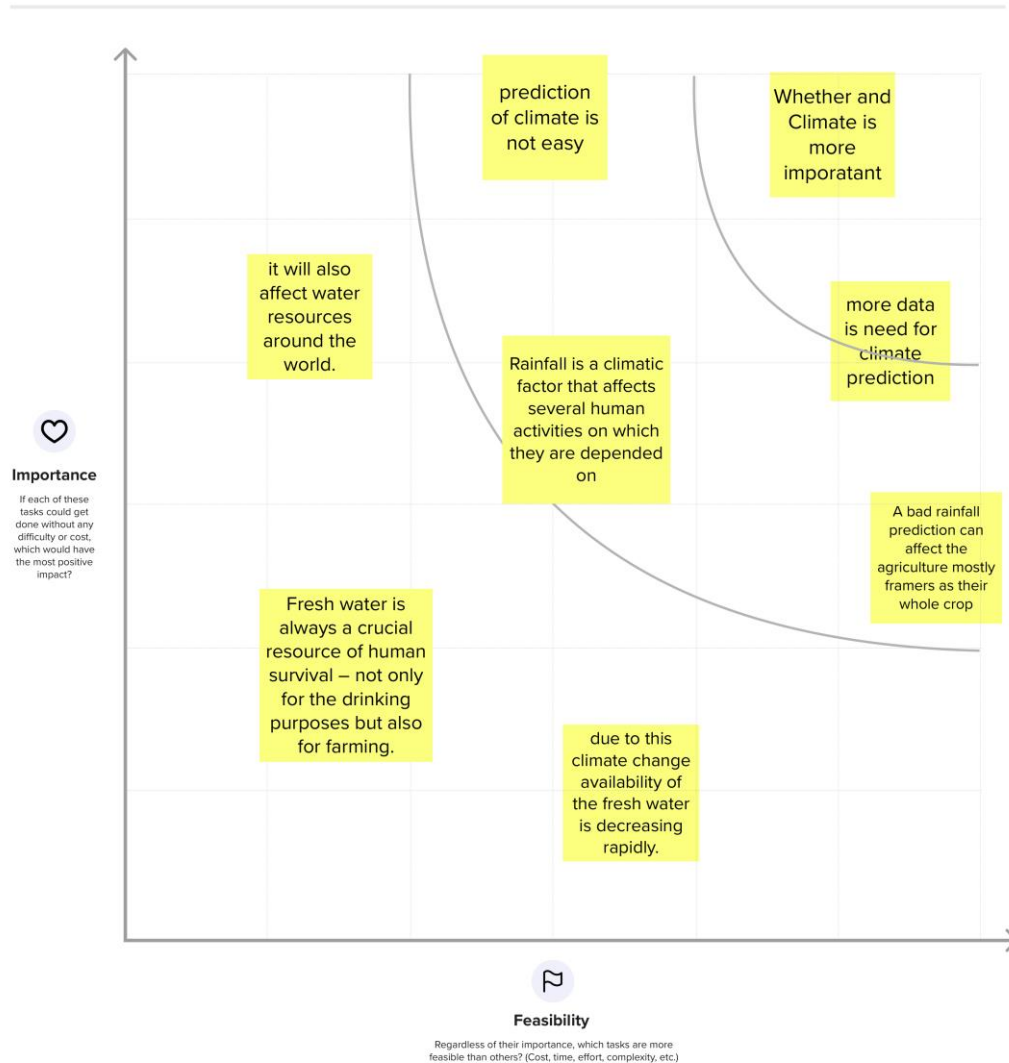 prediction
of climate is
not easy
Whether and
Climate is
more
imporatant
it will also
affect water
resources
around the
world.
more data
is need for
climate
prediction
Rainfall is a climatic
factor that affects
several human
activities on which
they are depended
on
Importance
If each of these
tasks could get
done without any
difficulty or cost,
which would have
the most positive
impact?
A bad rainfall
prediction can
affect the
agriculture mostly
framers as their
whole crop
Fresh water is
always a crucial
resource of human
survival – not only
for the drinking
purposes but also
for farming.
due to this
climate change
availability of
the fresh water
is decreasing
rapidly.
Feasibility
Regardless of their importance, which tasks are more
feasible than others? (Cost, time, effort, complexity, etc.)